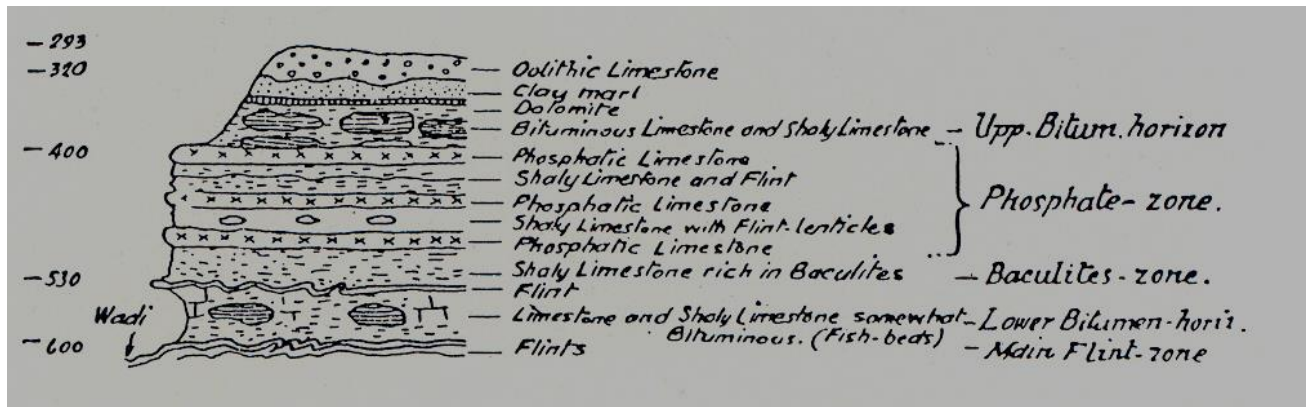 – 293
– 320
– 400
– 530
– 600
Wadi
Oolithic Limestone
Clay marl
Dolomite
Bituminous Limestone and Shaly Limestone – Upp. Bitum. horizon
Phosphatic Limestone
Shaly Limestone and Flint
Phosphatic Limestone
Phosphate – zone.
Shaly Limestone with Flint-lenticles
Phosphatic Limestone
Shaly Limestone rich in Baculites – Baculites – zone.
Flint
Limestone and Shaly Limestone somewhat – Lower Bitumen – horiz.
Bituminous. (Fish-beds)
Flints – Main Flint-zone